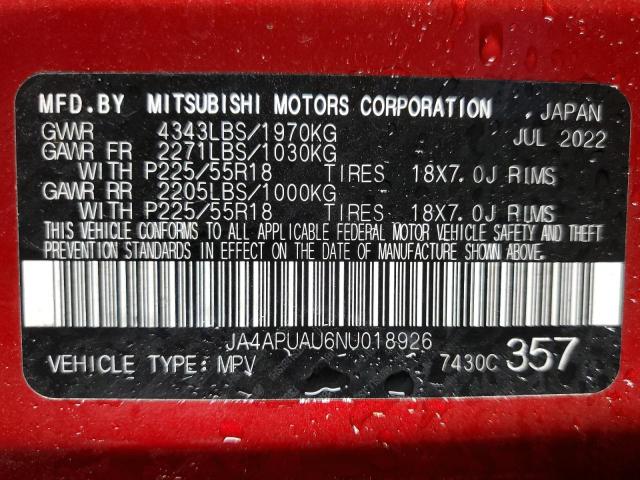 MFD.BY MITSUBISHI MOTORS CORPORATION JAPAN
GVWR 4343LBS/1970KG JUL 2022
GAWR FR 2271LBS/1030KG
WITH P225/55R18 TIRES 18X7.0J RIMS
GAWR RR 2205LBS/1000KG
WITH P225/55R18 TIRES 18X7.0J RIMS
THIS VEHICLE CONFORMS TO ALL APPLICABLE FEDERAL MOTOR VEHICLE SAFETY AND THEFT
PREVENTION STANDARDS IN EFFECT ON THE DATE OF MANUFACTURE SHOWN ABOVE.
JA4APUAU6NU018926
VEHICLE TYPE: MPV 7430C 357